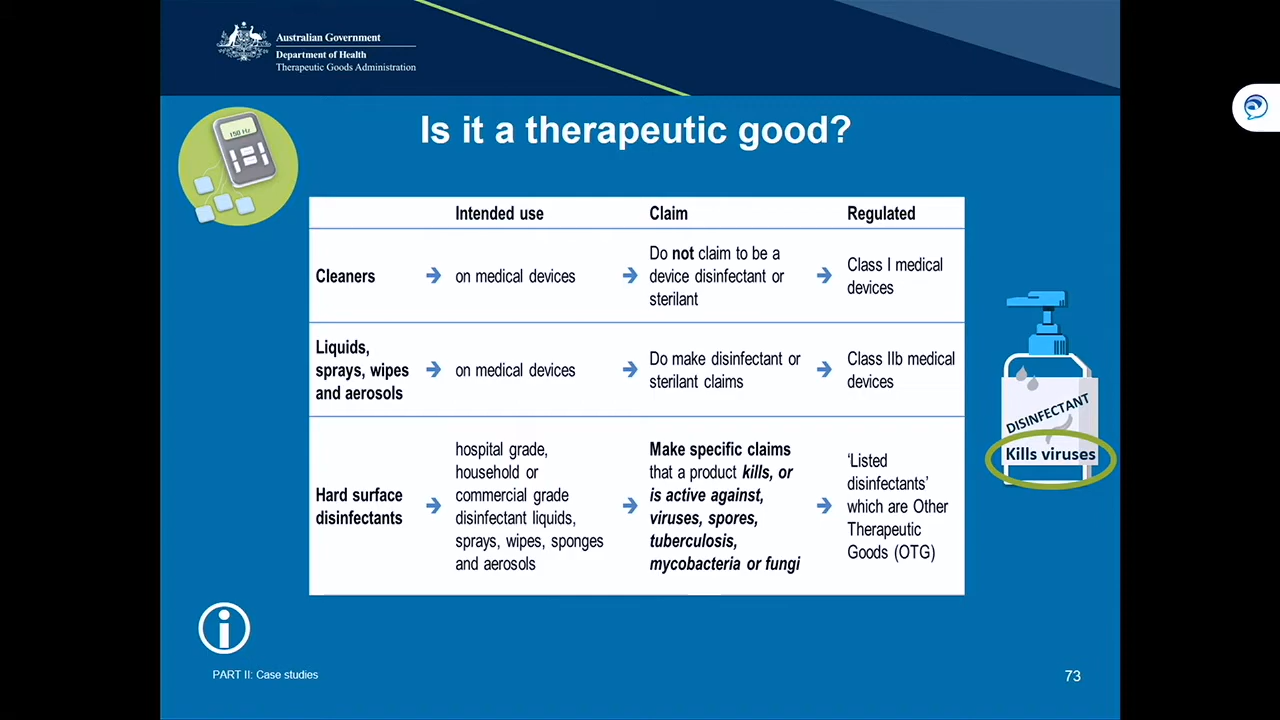 Australian Government
Department of Health
Therapeutic Goods Administration
150 Hz
Is it a therapeutic good?
Intended use Claim Regulated
Cleaners
on medical devices
Do not claim to be a
device disinfectant or
sterilant
Class I medical
devices
Liquids,
sprays, wipes
and aerosols
on medical devices
Do make disinfectant or
sterilant claims
Class IIb medical
devices
Hard surface
disinfectants
hospital grade,
household or
commercial grade
disinfectant liquids,
sprays, wipes, sponges
and aerosols
Make specific claims
that a product kills, or
is active against,
viruses, spores,
tuberculosis,
mycobacteria or fungi
‘Listed
disinfectants’
which are Other
Therapeutic
Goods (OTG)
DISINFECTANT
Kills viruses
PART II: Case studies
73